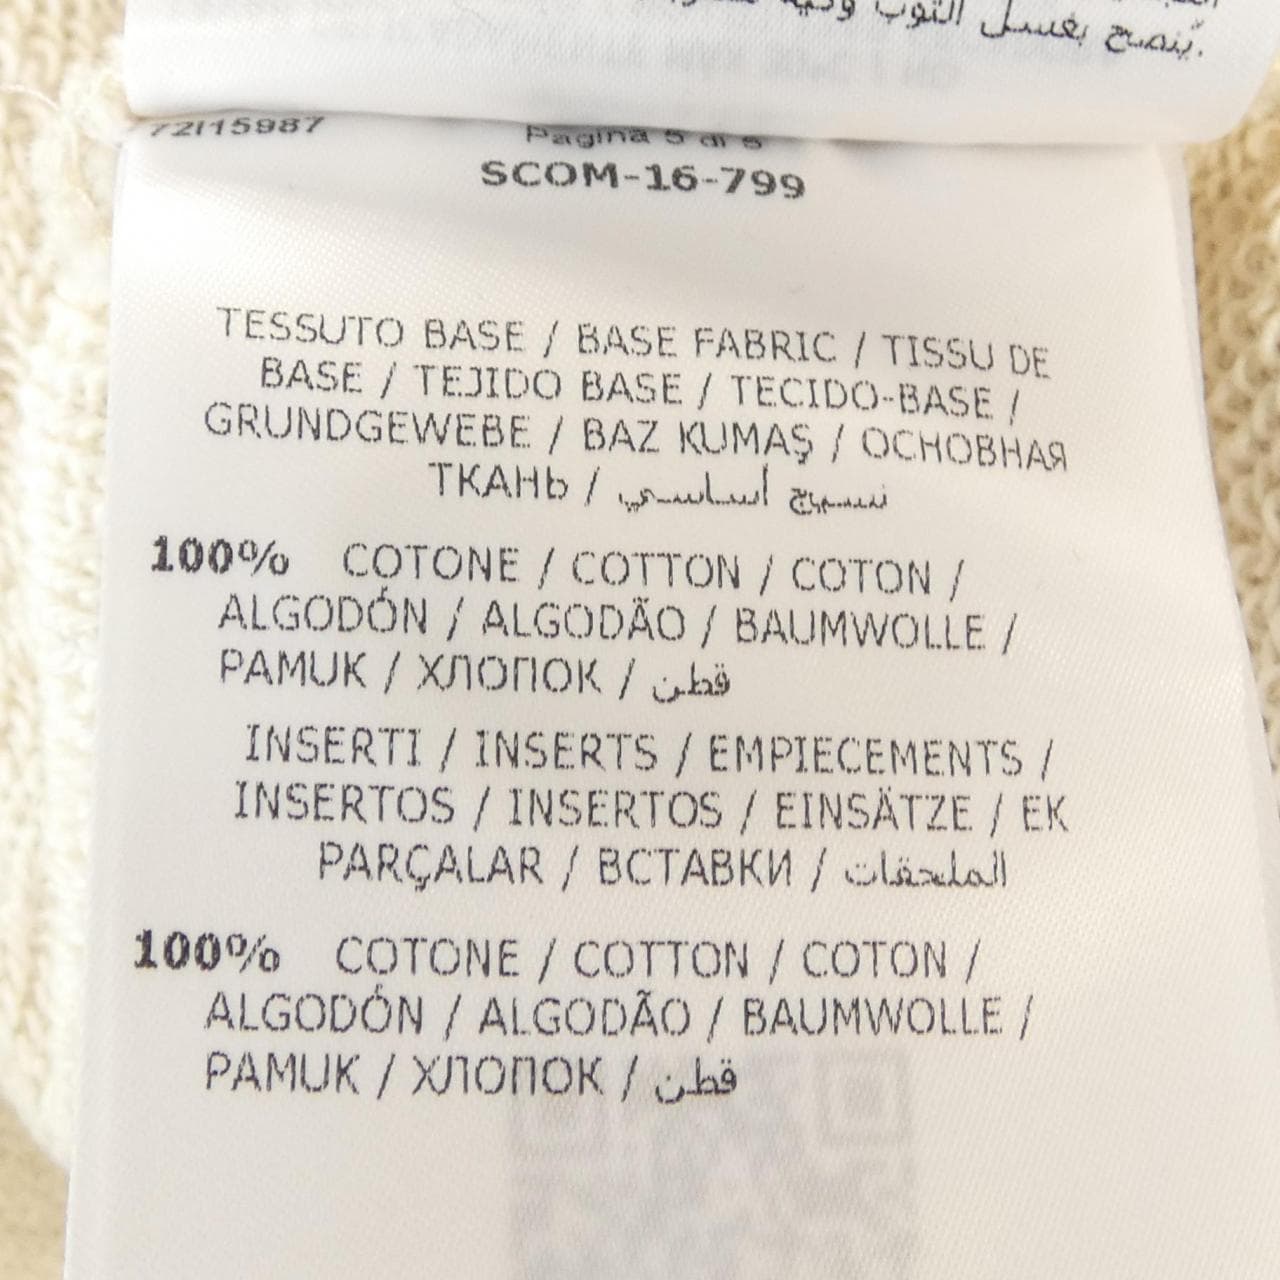 يُنصح بغسل الثوب
72I15987
Pagina 5 di 5
SCOM-16-799
TESSUTO BASE / BASE FABRIC / TISSU DE
BASE / TEJIDO BASE / TECIDO-BASE /
GRUNDGEWEBE / BAZ KUMAŞ / ОСНОВНАЯ
ТКАНЬ / نسيج أساسي
100% COTONE / COTTON / COTON /
ALGODÓN / ALGODÃO / BAUMWOLLE /
PAMUK / ХЛОПОК / قطن
INSERTI / INSERTS / EMPIECEMENTS /
INSERTOS / INSERTOS / EINSÄTZE / EK
PARÇALAR / ВСТАВКИ / الملحقات
100% COTONE / COTTON / COTON /
ALGODÓN / ALGODÃO / BAUMWOLLE /
PAMUK / ХЛОПОК / قطن